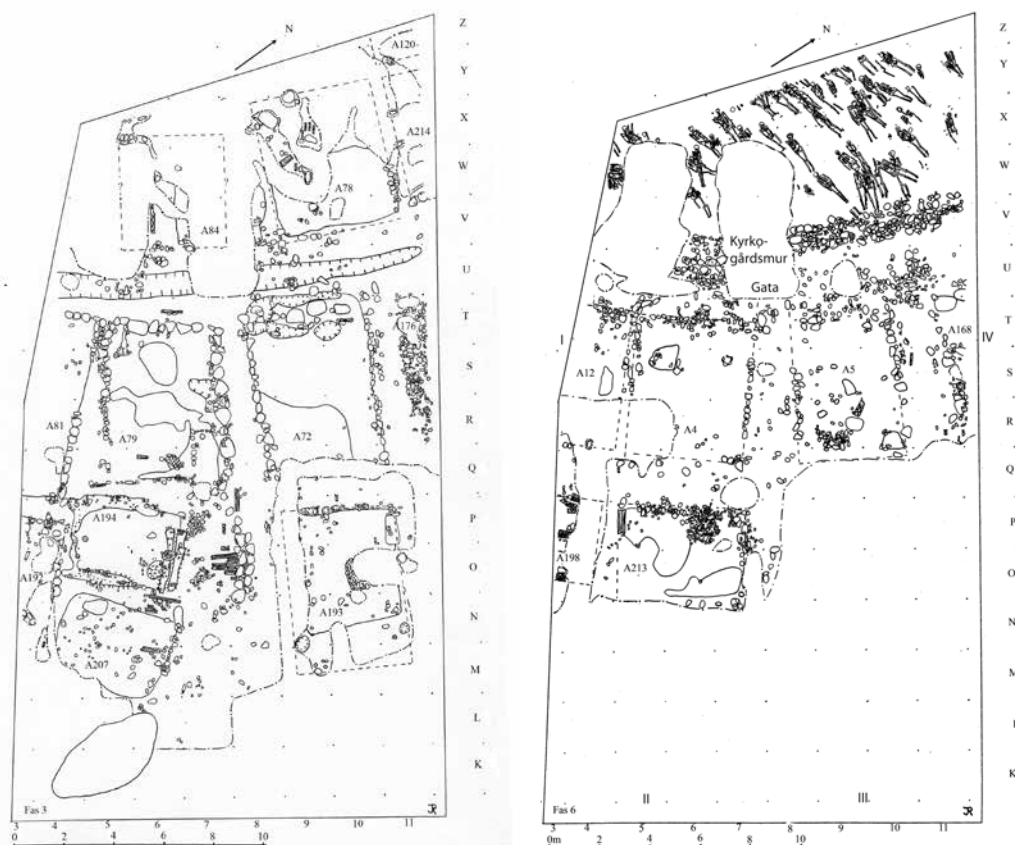 N
A120
A214
A78
A84
A176
A81
A79
A72
A194
A193
A207
Fas 3
Z
Y
X
W
V
U
T
S
R
Q
P
O
N
M
L
K
3 4 5 6 7 8 9 10 11
0 2 4 6 8 10
N
Kyrko-
gårdsmur
Gata
I
IV
A168
A12
A5
A4
A198
A213
II
III
Fas 6
Z
Y
X
W
V
U
T
S
R
Q
P
O
N
M
K
3 4 5 6 7 8 9 10 11
0m 2 4 6 8 10